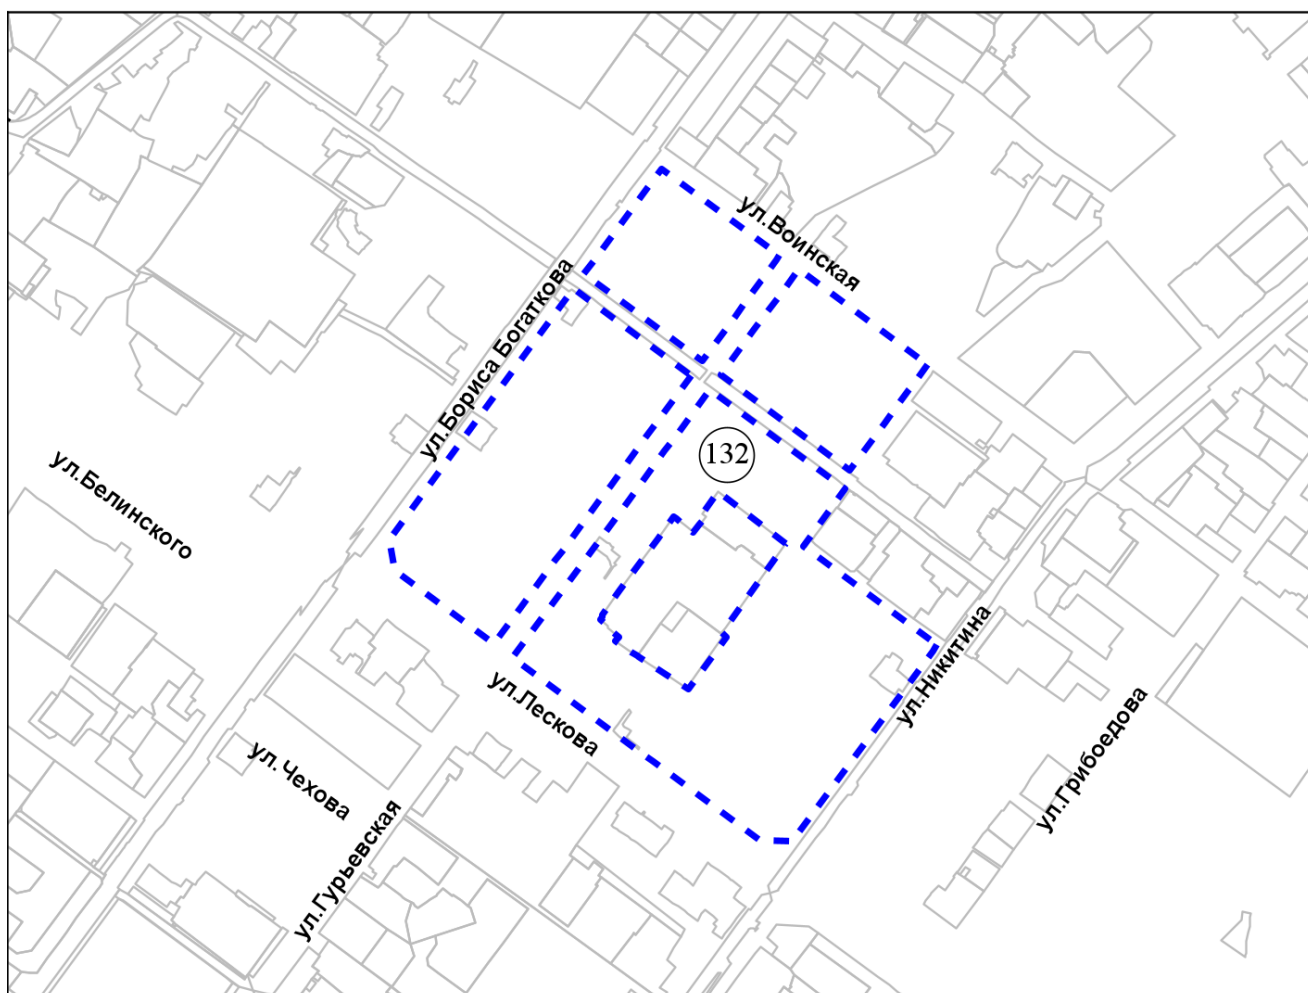 ул.Воинская
ул.Бориса Богаткова
132
ул.Белинского
ул.Никитина
ул.Лескова
ул.Грибоедова
ул.Чехова
ул.Гурьевская